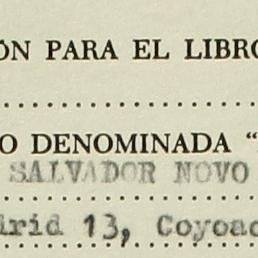 ÓN PARA EL LIBRO
O DENOMINADA “
SALVADOR NOVO
drid 13, Coyoac